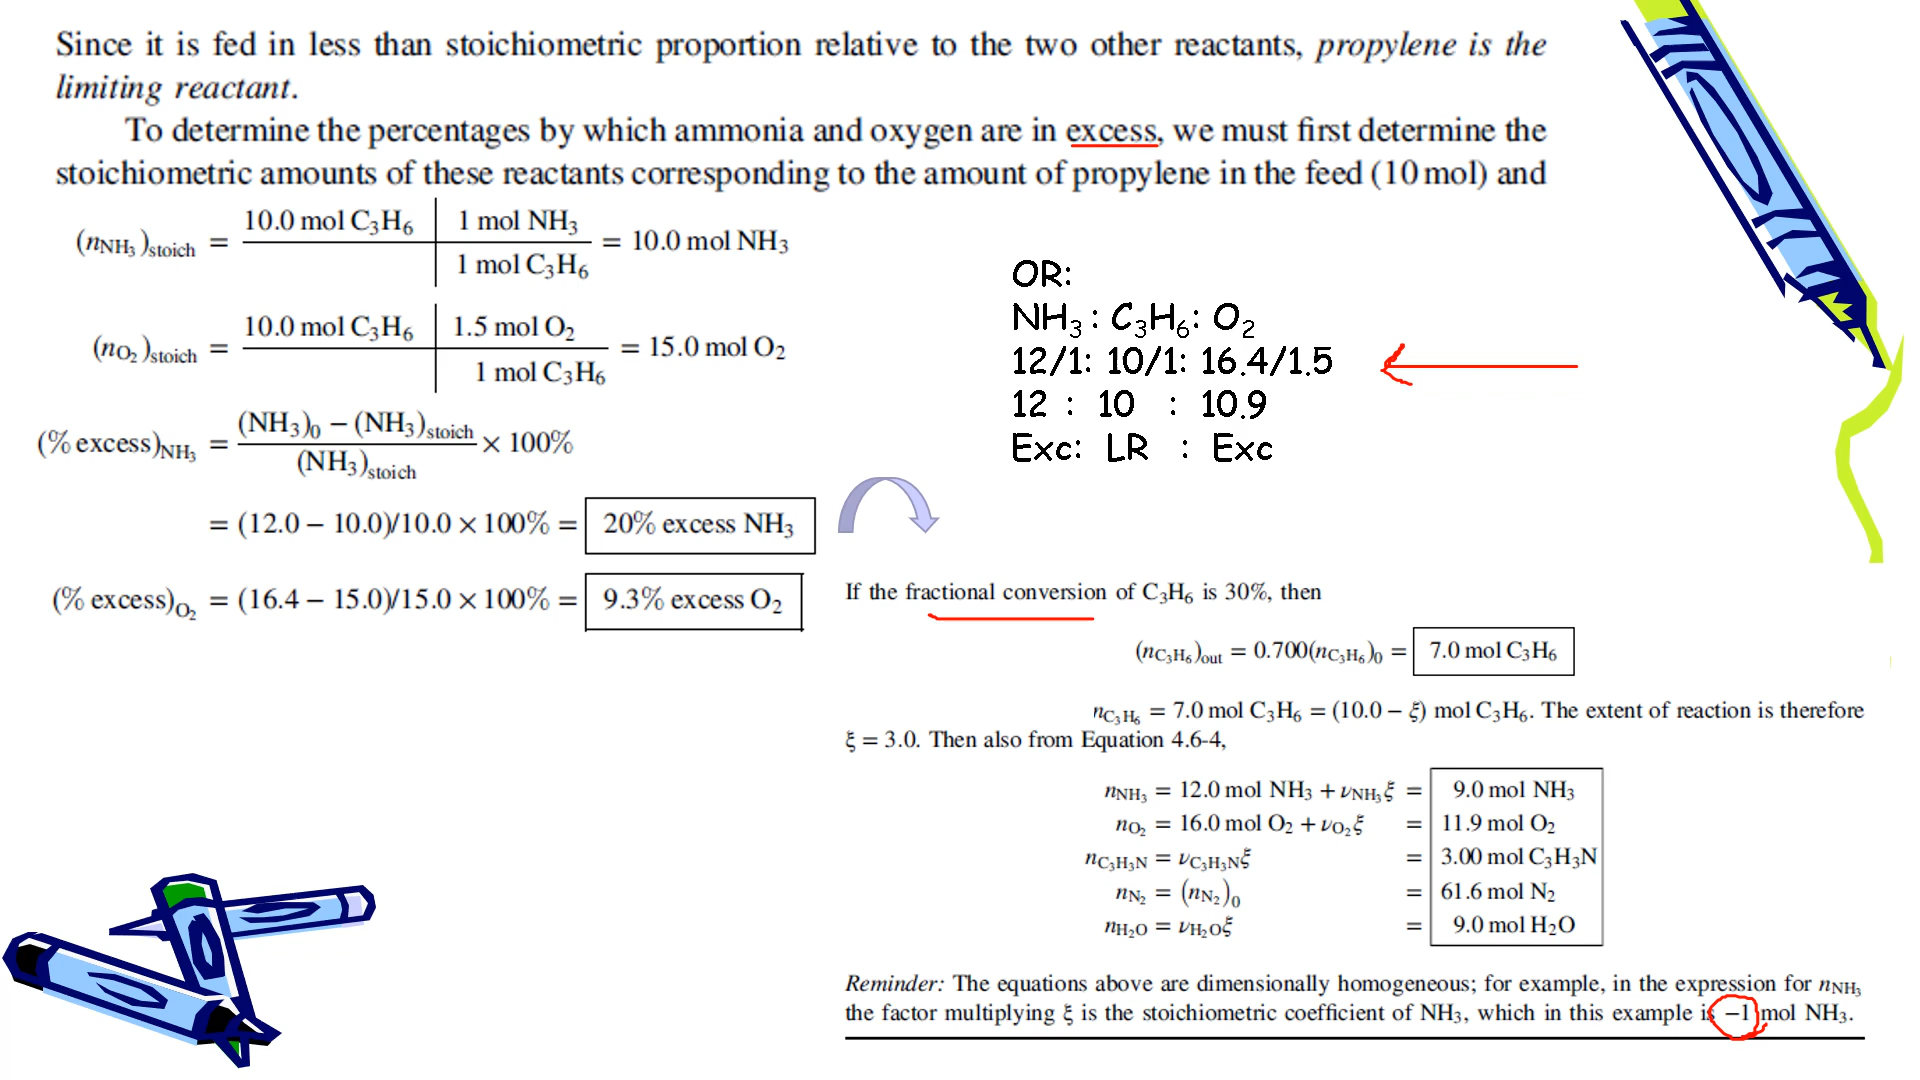 Since it is fed in less than stoichiometric proportion relative to the two other reactants, propylene is the
limiting reactant.
To determine the percentages by which ammonia and oxygen are in excess, we must first determine the
stoichiometric amounts of these reactants corresponding to the amount of propylene in the feed (10 mol) and
(nNH₃)stoich = 10.0 mol C₃H₆ | 1 mol NH₃ / 1 mol C₃H₆ = 10.0 mol NH₃
(nO₂)stoich = 10.0 mol C₃H₆ | 1.5 mol O₂ / 1 mol C₃H₆ = 15.0 mol O₂
(% excess)NH₃ = (NH₃)₀ − (NH₃)stoich / (NH₃)stoich × 100%
= (12.0 − 10.0)/10.0 × 100% = 20% excess NH₃
(% excess)O₂ = (16.4 − 15.0)/15.0 × 100% = 9.3% excess O₂
OR:
NH₃ : C₃H₆: O₂
12/1: 10/1: 16.4/1.5
12 : 10 : 10.9
Exc: LR : Exc
If the fractional conversion of C₃H₆ is 30%, then
(nC₃H₆)out = 0.700(nC₃H₆)₀ = 7.0 mol C₃H₆
nC₃H₆ = 7.0 mol C₃H₆ = (10.0 − ξ) mol C₃H₆. The extent of reaction is therefore
ξ = 3.0. Then also from Equation 4.6-4,
nNH₃ = 12.0 mol NH₃ + νNH₃ξ = 9.0 mol NH₃
nO₂ = 16.0 mol O₂ + νO₂ξ = 11.9 mol O₂
nC₃H₃N = νC₃H₃Nξ = 3.00 mol C₃H₃N
nN₂ = (nN₂)₀ = 61.6 mol N₂
nH₂O = νH₂Oξ = 9.0 mol H₂O
Reminder: The equations above are dimensionally homogeneous; for example, in the expression for nNH₃
the factor multiplying ξ is the stoichiometric coefficient of NH₃, which in this example is −1 mol NH₃.